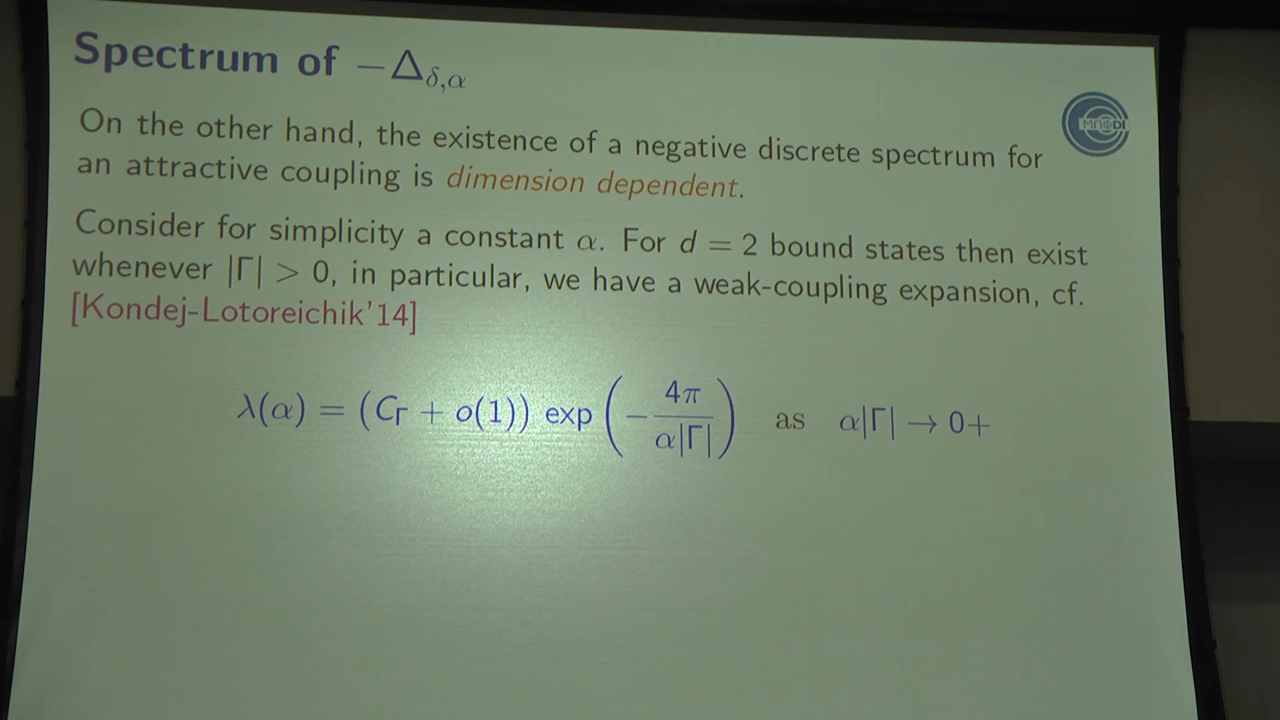 Spectrum of −Δ_{δ,α}
On the other hand, the existence of a negative discrete spectrum for
an attractive coupling is dimension dependent.
Consider for simplicity a constant α. For d = 2 bound states then exist
whenever |Γ| > 0, in particular, we have a weak-coupling expansion, cf.
[Kondej-Lotoreichik'14]
λ(α) = (C_Γ + o(1)) exp(−4π/(α|Γ|)) as α|Γ| → 0+